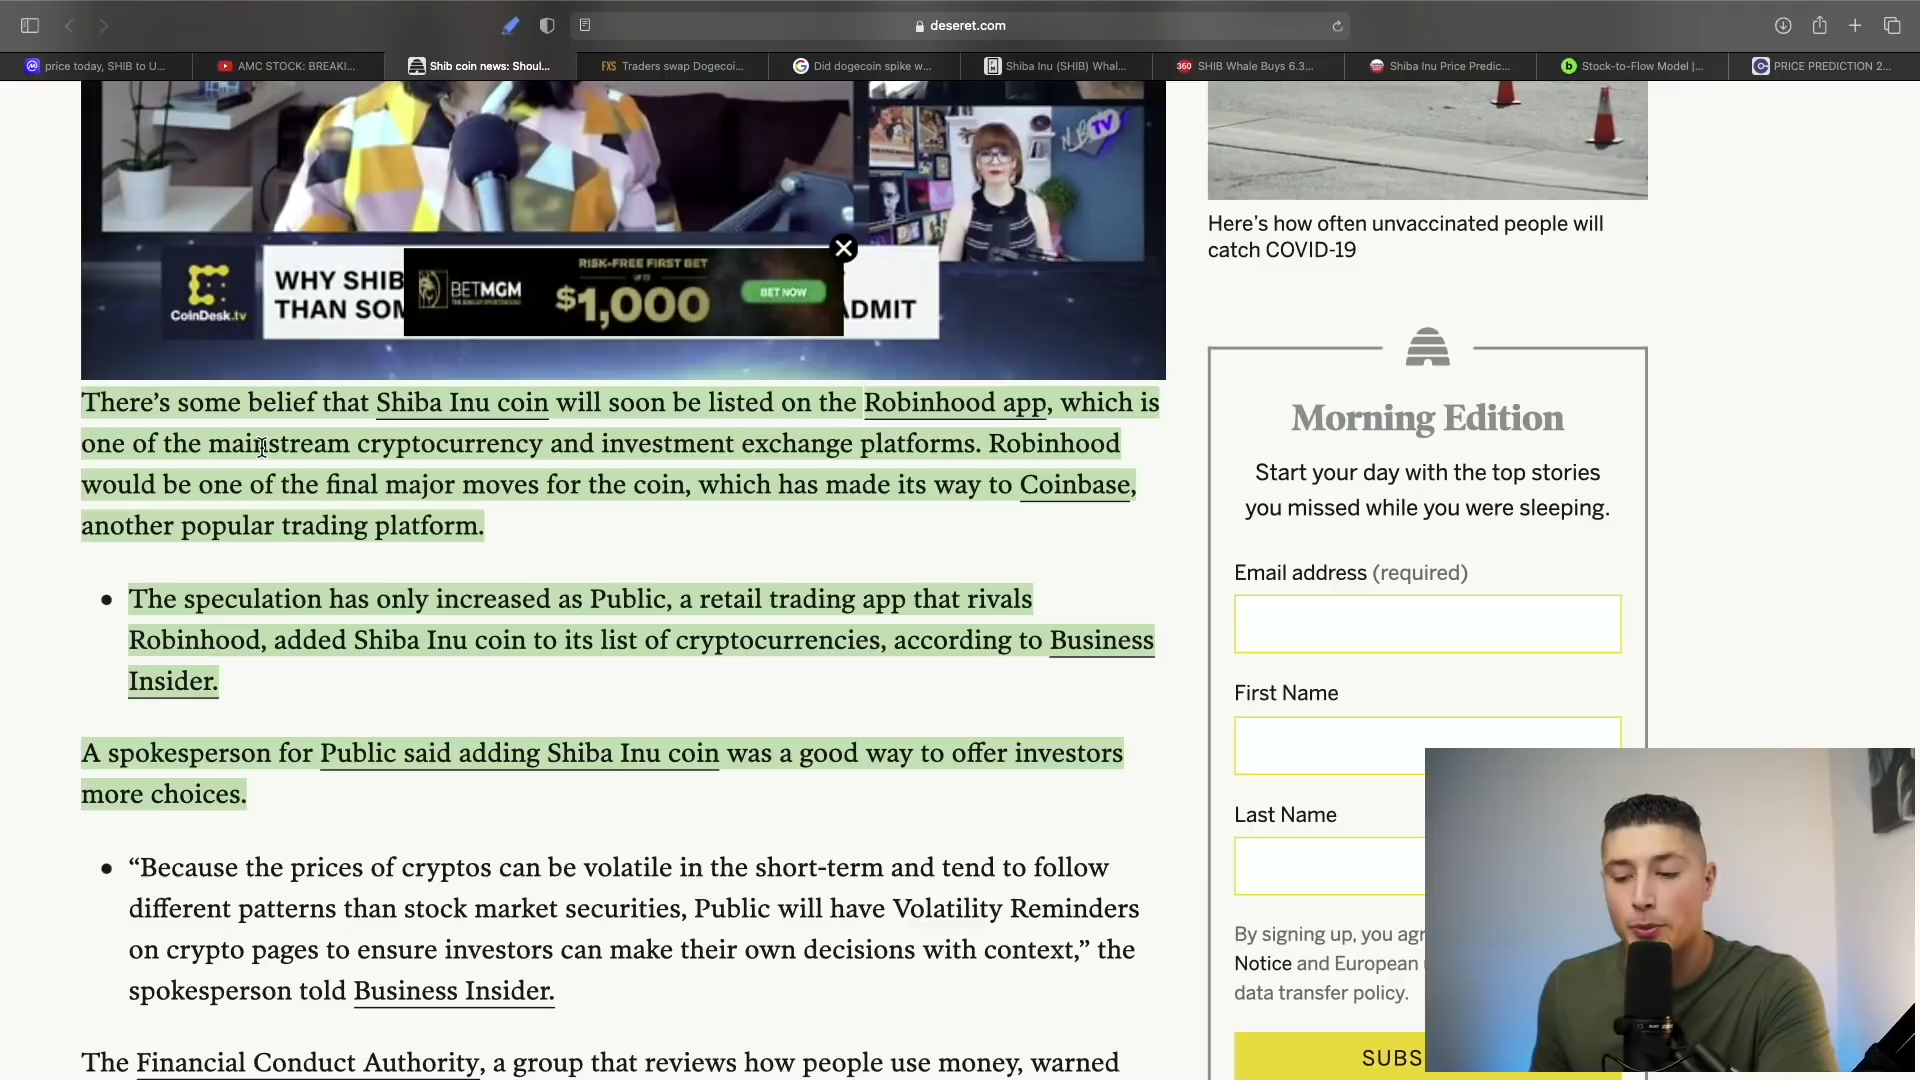 deseret.com
price today, SHIB to U...
AMC STOCK: BREAKI...
Shib coin news: Shoul...
FXS Traders swap Dogecoi...
G Did dogecoin spike w...
Shiba Inu (SHIB) Whal...
360 SHIB Whale Buys 6.3...
Shiba Inu Price Predic...
b Stock-to-Flow Model |...
PRICE PREDICTION 2...
NBTV
CoinDesk.tv
WHY SHIB
THAN SOM
ADMIT
BETMGM
RISK-FREE FIRST BET
UP TO
$1,000
BET NOW
There’s some belief that Shiba Inu coin will soon be listed on the Robinhood app, which is
one of the mainstream cryptocurrency and investment exchange platforms. Robinhood
would be one of the final major moves for the coin, which has made its way to Coinbase,
another popular trading platform.
• The speculation has only increased as Public, a retail trading app that rivals
Robinhood, added Shiba Inu coin to its list of cryptocurrencies, according to Business
Insider.
A spokesperson for Public said adding Shiba Inu coin was a good way to offer investors
more choices.
• “Because the prices of cryptos can be volatile in the short-term and tend to follow
different patterns than stock market securities, Public will have Volatility Reminders
on crypto pages to ensure investors can make their own decisions with context,” the
spokesperson told Business Insider.
The Financial Conduct Authority, a group that reviews how people use money, warned
Here’s how often unvaccinated people will
catch COVID-19
Morning Edition
Start your day with the top stories
you missed while you were sleeping.
Email address (required)
First Name
Last Name
By signing up, you agr
Notice and European
data transfer policy.
SUBS